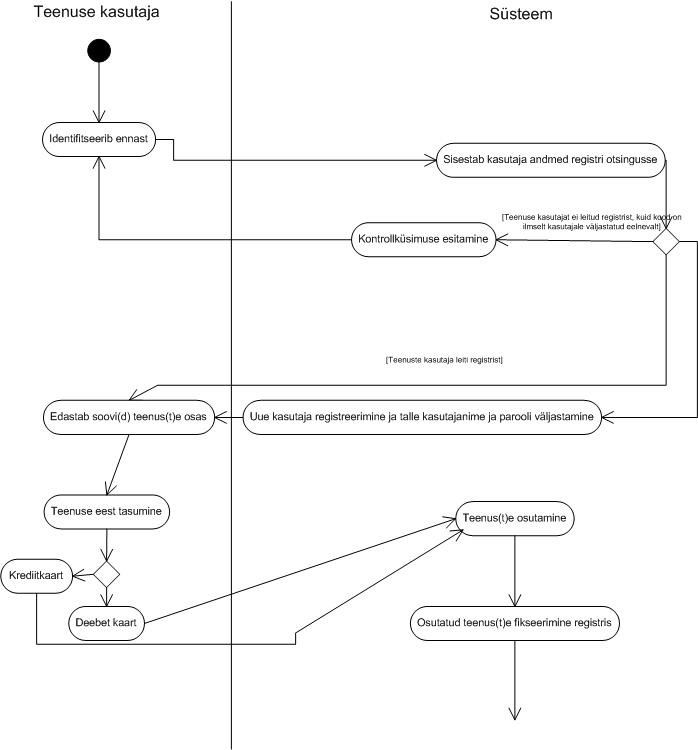 Teenuse kasutaja
Süsteem
Identifitseerib ennast
Sisestab kasutaja andmed registri otsingusse
[Teenuse kasutajat ei leitud registrist, kuid kood on
ilmselt kasutajale väljastatud eelnevalt]
Kontrollküsimuse esitamine
[Teenuste kasutaja leiti registrist]
Edastab soovi(d) teenus(t)e osas
Uue kasutaja registreerimine ja talle kasutajanime ja parooli väljastamine
Teenuse eest tasumine
Teenus(t)e osutamine
Krediitkaart
Deebet kaart
Osutatud teenus(t)e fikseerimine registris